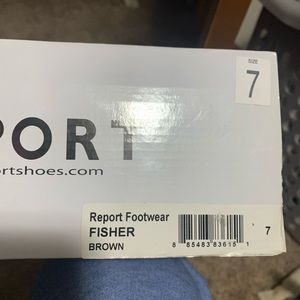 SIZE
7
PORT
rtshoes.com
Report Footwear
FISHER
BROWN
8 85483 83615 1
7